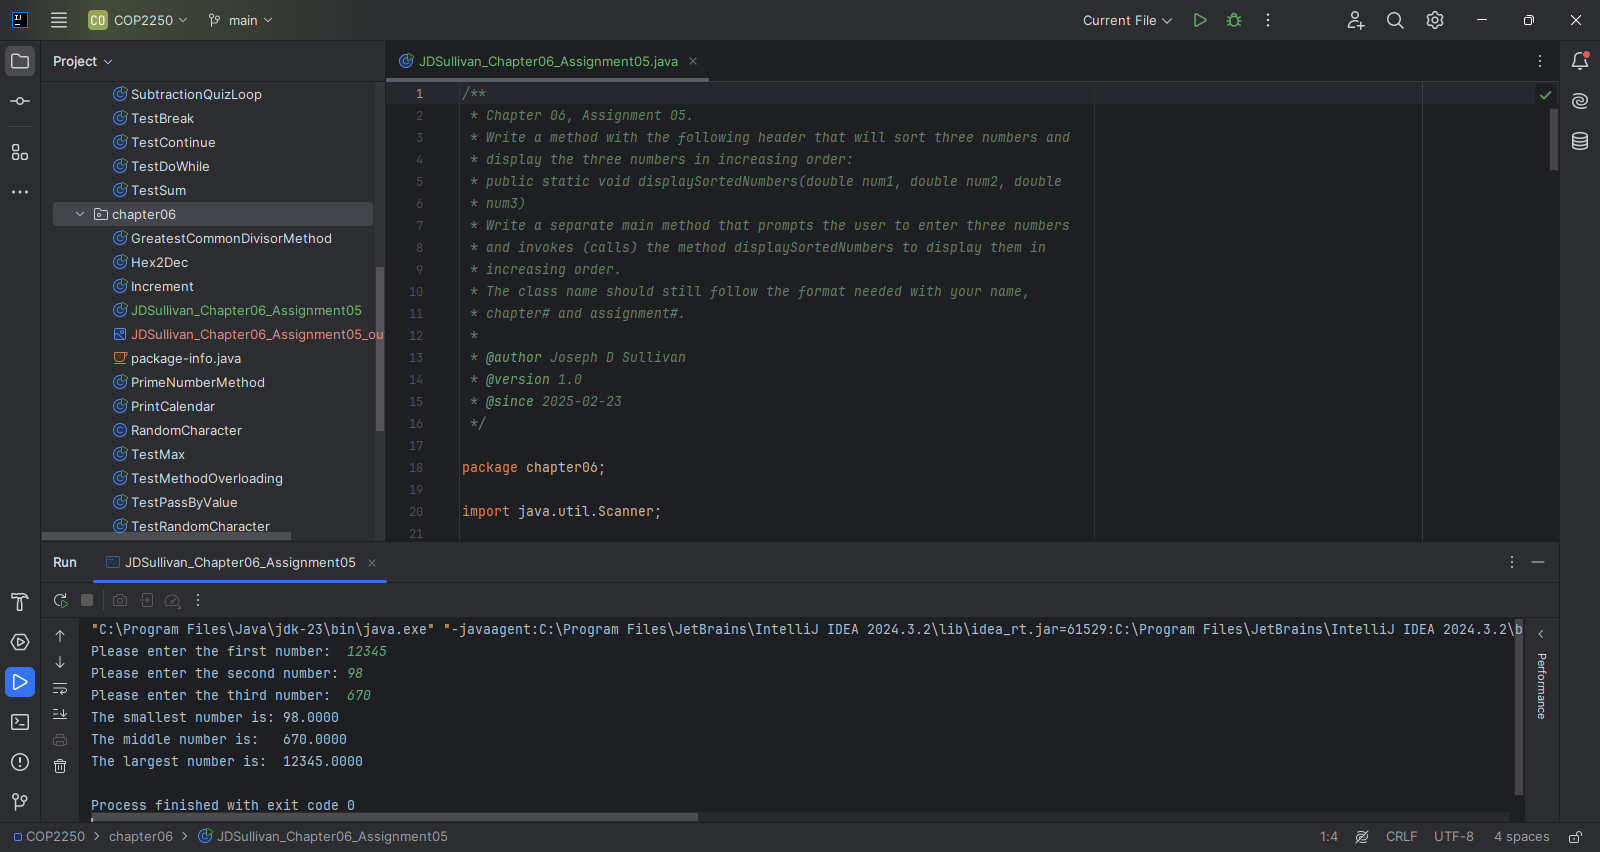 CO COP2250 main Current File
Project
JDSullivan_Chapter06_Assignment05.java
SubtractionQuizLoop
TestBreak
TestContinue
TestDoWhile
TestSum
chapter06
GreatestCommonDivisorMethod
Hex2Dec
Increment
JDSullivan_Chapter06_Assignment05
JDSullivan_Chapter06_Assignment05_ou
package-info.java
PrimeNumberMethod
PrintCalendar
RandomCharacter
TestMax
TestMethodOverloading
TestPassByValue
TestRandomCharacter
1 /**
2 * Chapter 06, Assignment 05.
3 * Write a method with the following header that will sort three numbers and
4 * display the three numbers in increasing order:
5 * public static void displaySortedNumbers(double num1, double num2, double
6 * num3)
7 * Write a separate main method that prompts the user to enter three numbers
8 * and invokes (calls) the method displaySortedNumbers to display them in
9 * increasing order.
10 * The class name should still follow the format needed with your name,
11 * chapter# and assignment#.
12 *
13 * @author Joseph D Sullivan
14 * @version 1.0
15 * @since 2025-02-23
16 */
17
18 package chapter06;
19
20 import java.util.Scanner;
21
Run JDSullivan_Chapter06_Assignment05
"C:\Program Files\Java\jdk-23\bin\java.exe" "-javaagent:C:\Program Files\JetBrains\IntelliJ IDEA 2024.3.2\lib\idea_rt.jar=61529:C:\Program Files\JetBrains\IntelliJ IDEA 2024.3.2\b
Please enter the first number:  12345
Please enter the second number: 98
Please enter the third number:  670
The smallest number is: 98.0000
The middle number is:   670.0000
The largest number is:  12345.0000
Process finished with exit code 0
Performance
COP2250 > chapter06 > JDSullivan_Chapter06_Assignment05
1:4 CRLF UTF-8 4 spaces